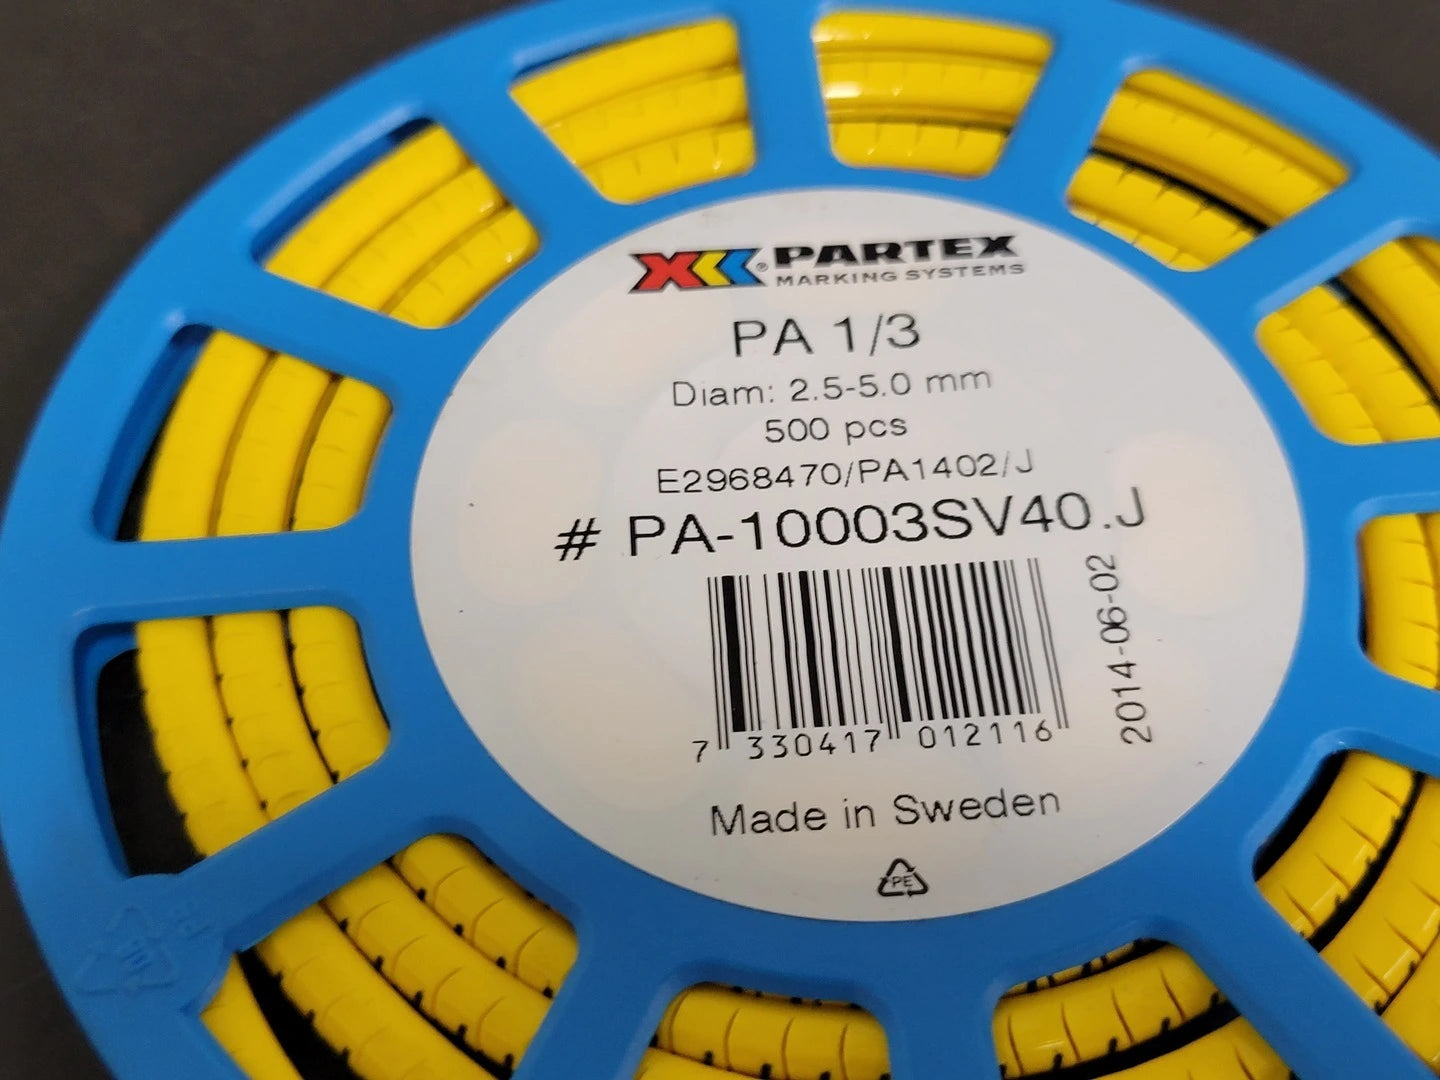 PARTEX
MARKING SYSTEMS
PA 1/3
Diam: 2.5-5.0 mm
500 pcs
E2968470/PA1402/J
# PA-10003SV40.J
2014-06-02
7 330417 012116
Made in Sweden
PE